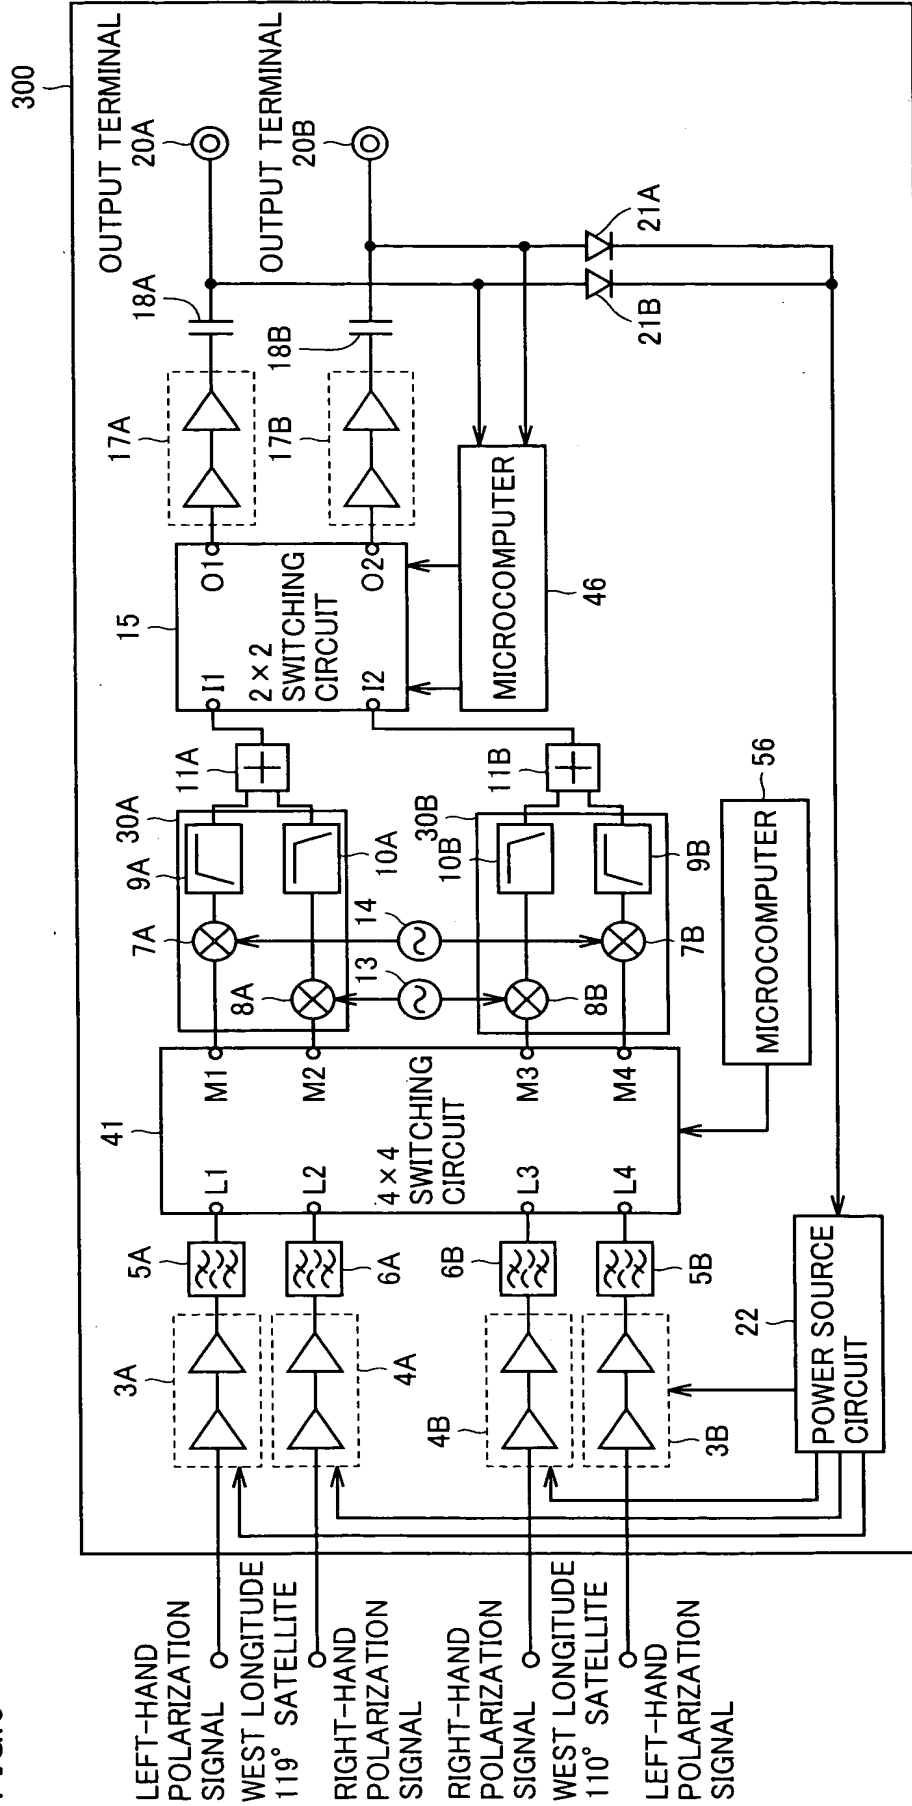 300
OUTPUT TERMINAL
20A
OUTPUT TERMINAL
20B
18A
18B
21A
21B
17A
17B
15
O1
O2
2×2
SWITCHING
CIRCUIT
I1
I2
MICROCOMPUTER
46
11A
11B
30A
30B
9A
10A
10B
9B
7A
8A
14
13
8B
7B
MICROCOMPUTER
56
41
M1
M2
M3
M4
4×4
SWITCHING
CIRCUIT
L1
L2
L3
L4
5A
6A
6B
5B
3A
4A
4B
3B
22
POWER SOURCE
CIRCUIT
LEFT-HAND
POLARIZATION
SIGNAL
WEST LONGITUDE
119° SATELLITE
RIGHT-HAND
POLARIZATION
SIGNAL
RIGHT-HAND
POLARIZATION
SIGNAL
WEST LONGITUDE
110° SATELLITE
LEFT-HAND
POLARIZATION
SIGNAL